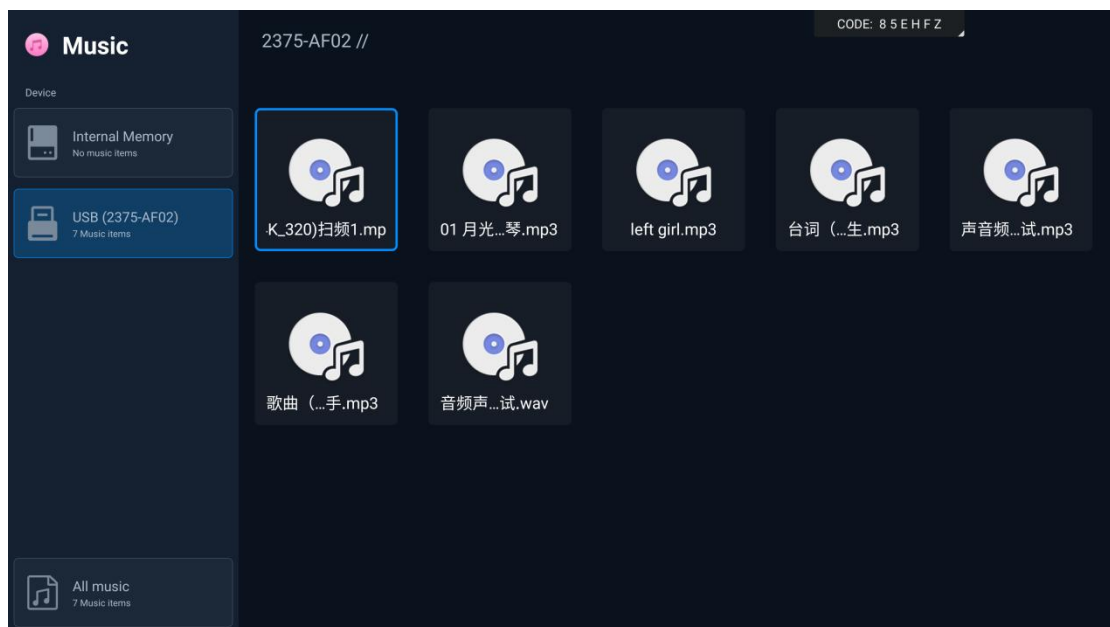 Music
2375-AF02 //
CODE: 8 5 E H F Z
Device
Internal Memory
No music items
USB (2375-AF02)
7 Music items
K_320)扫频1.mp
01 月光...琴.mp3
left girl.mp3
台词（...生.mp3
声音频...试.mp3
歌曲（...手.mp3
音频声...试.wav
All music
7 Music items